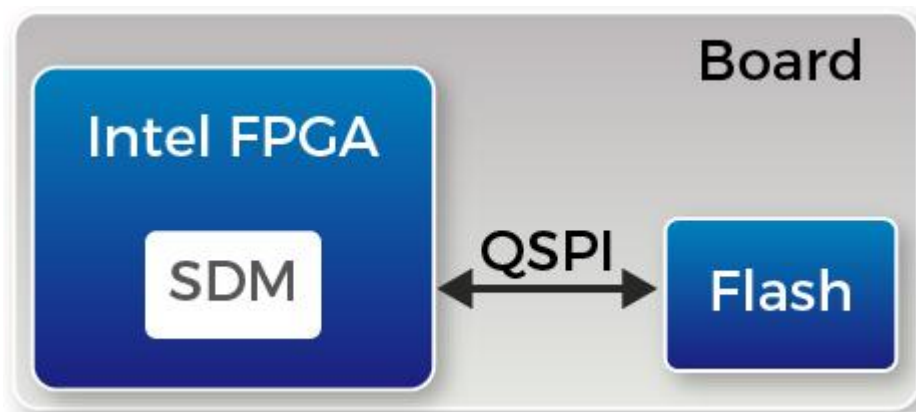 Board
Intel FPGA
SDM
QSPI
Flash